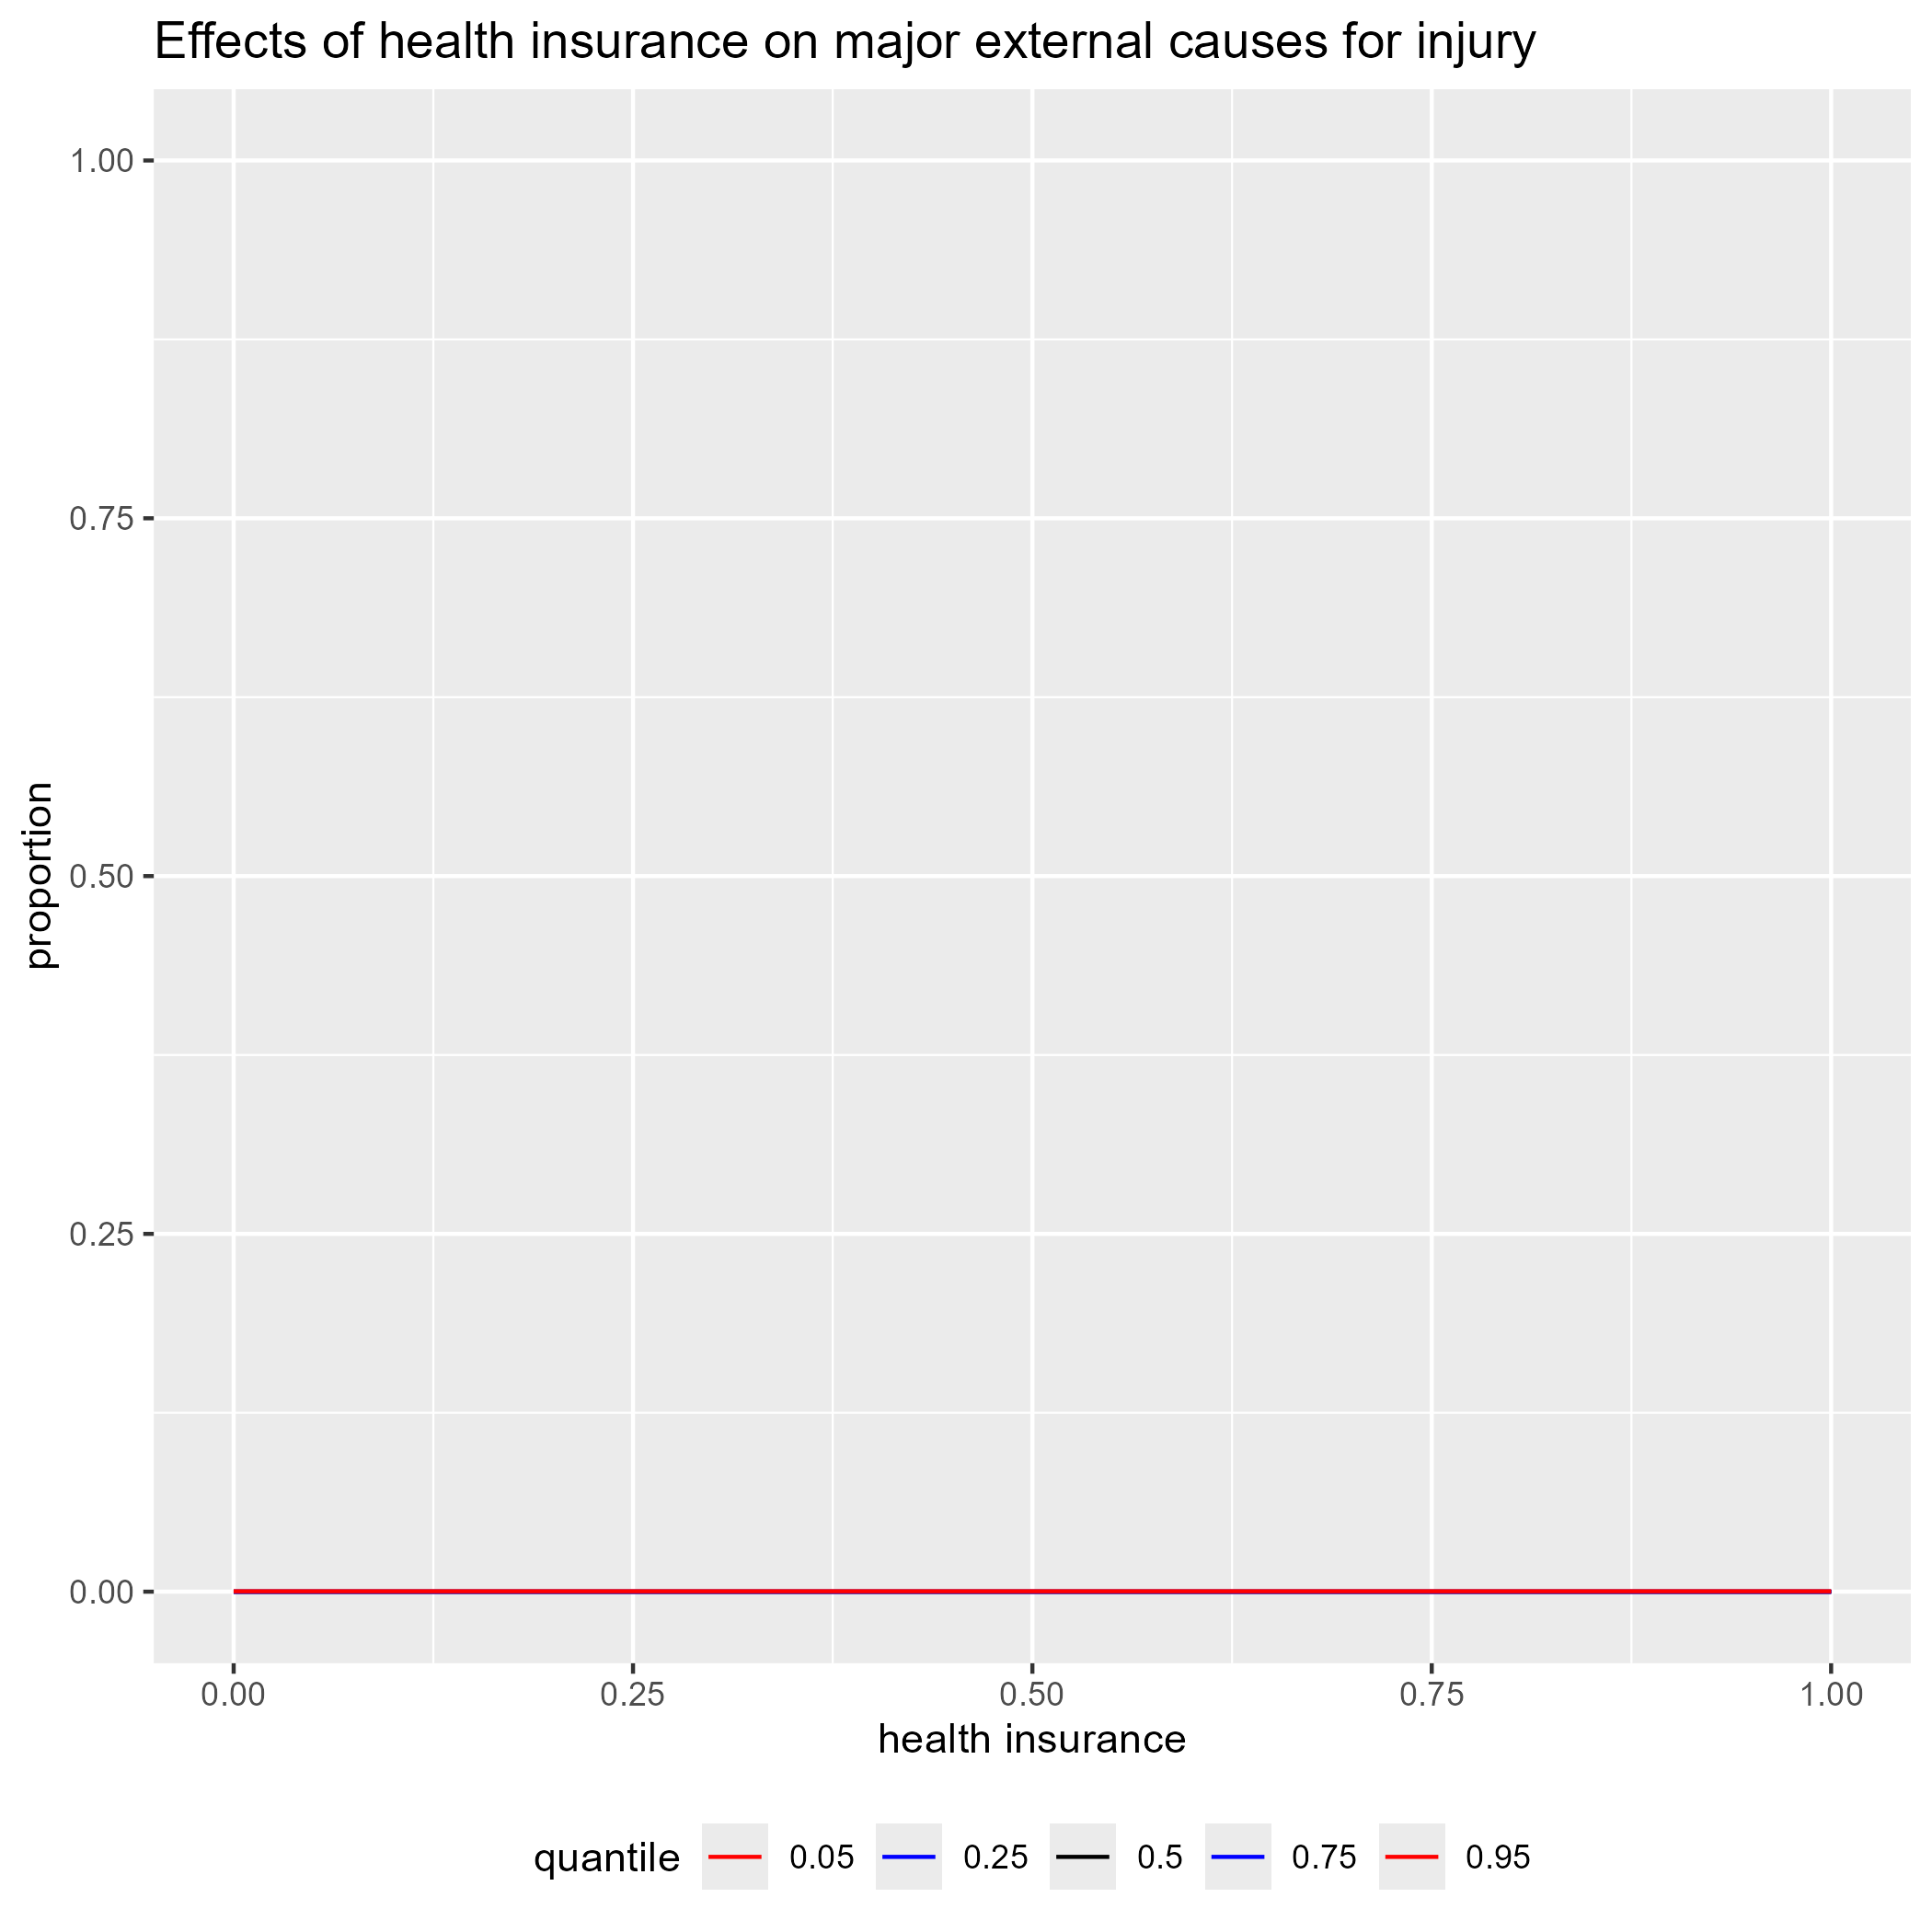 Effects of health insurance on major external causes for injury
1.00
0.75
0.50
0.25
0.00
proportion
0.00 0.25 0.50 0.75 1.00
health insurance
quantile 0.05 0.25 0.5 0.75 0.95